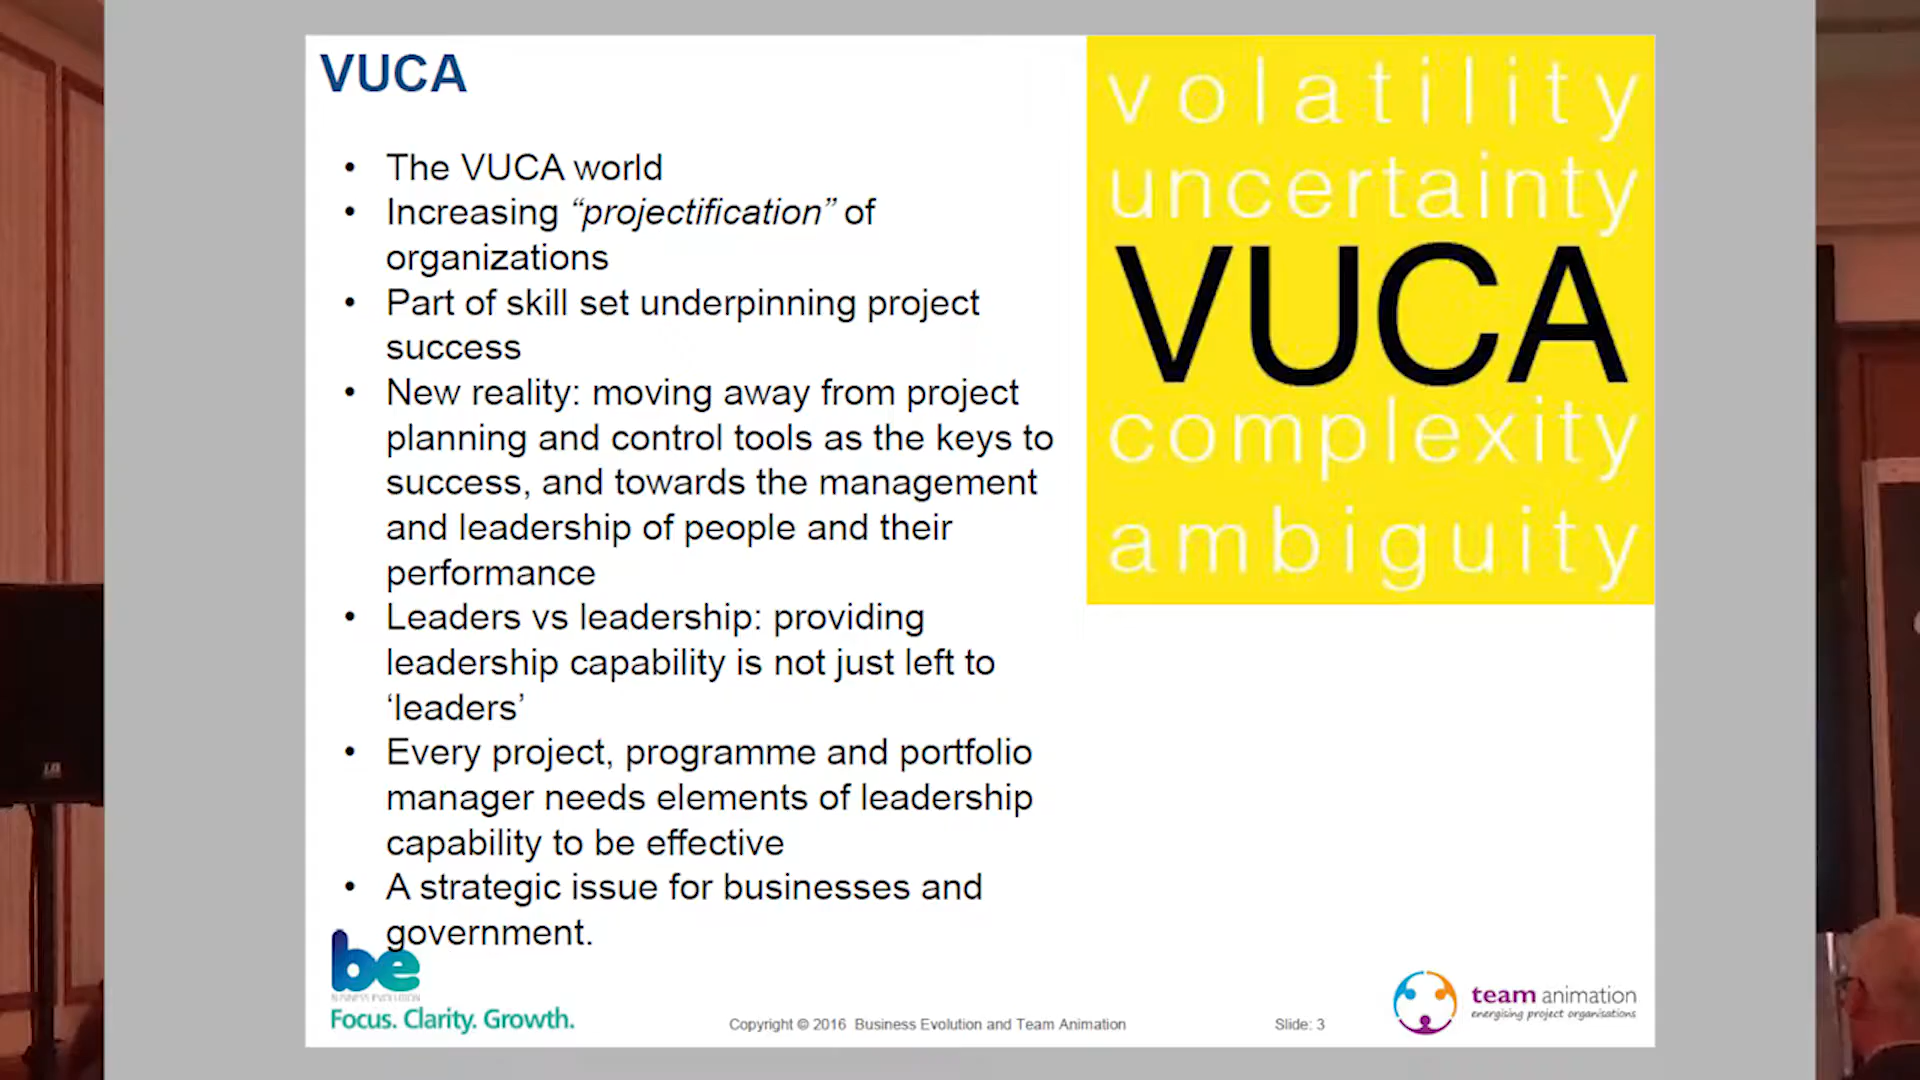 VUCA
• The VUCA world
• Increasing “projectification” of
organizations
• Part of skill set underpinning project
success
• New reality: moving away from project
planning and control tools as the keys to
success, and towards the management
and leadership of people and their
performance
• Leaders vs leadership: providing
leadership capability is not just left to
‘leaders’
• Every project, programme and portfolio
manager needs elements of leadership
capability to be effective
• A strategic issue for businesses and
government.
volatility
uncertainty
VUCA
complexity
ambiguity
be
BUSINESS EVOLUTION
Focus. Clarity. Growth.
Copyright © 2016 Business Evolution and Team Animation
Slide: 3
team animation
energising project organisations